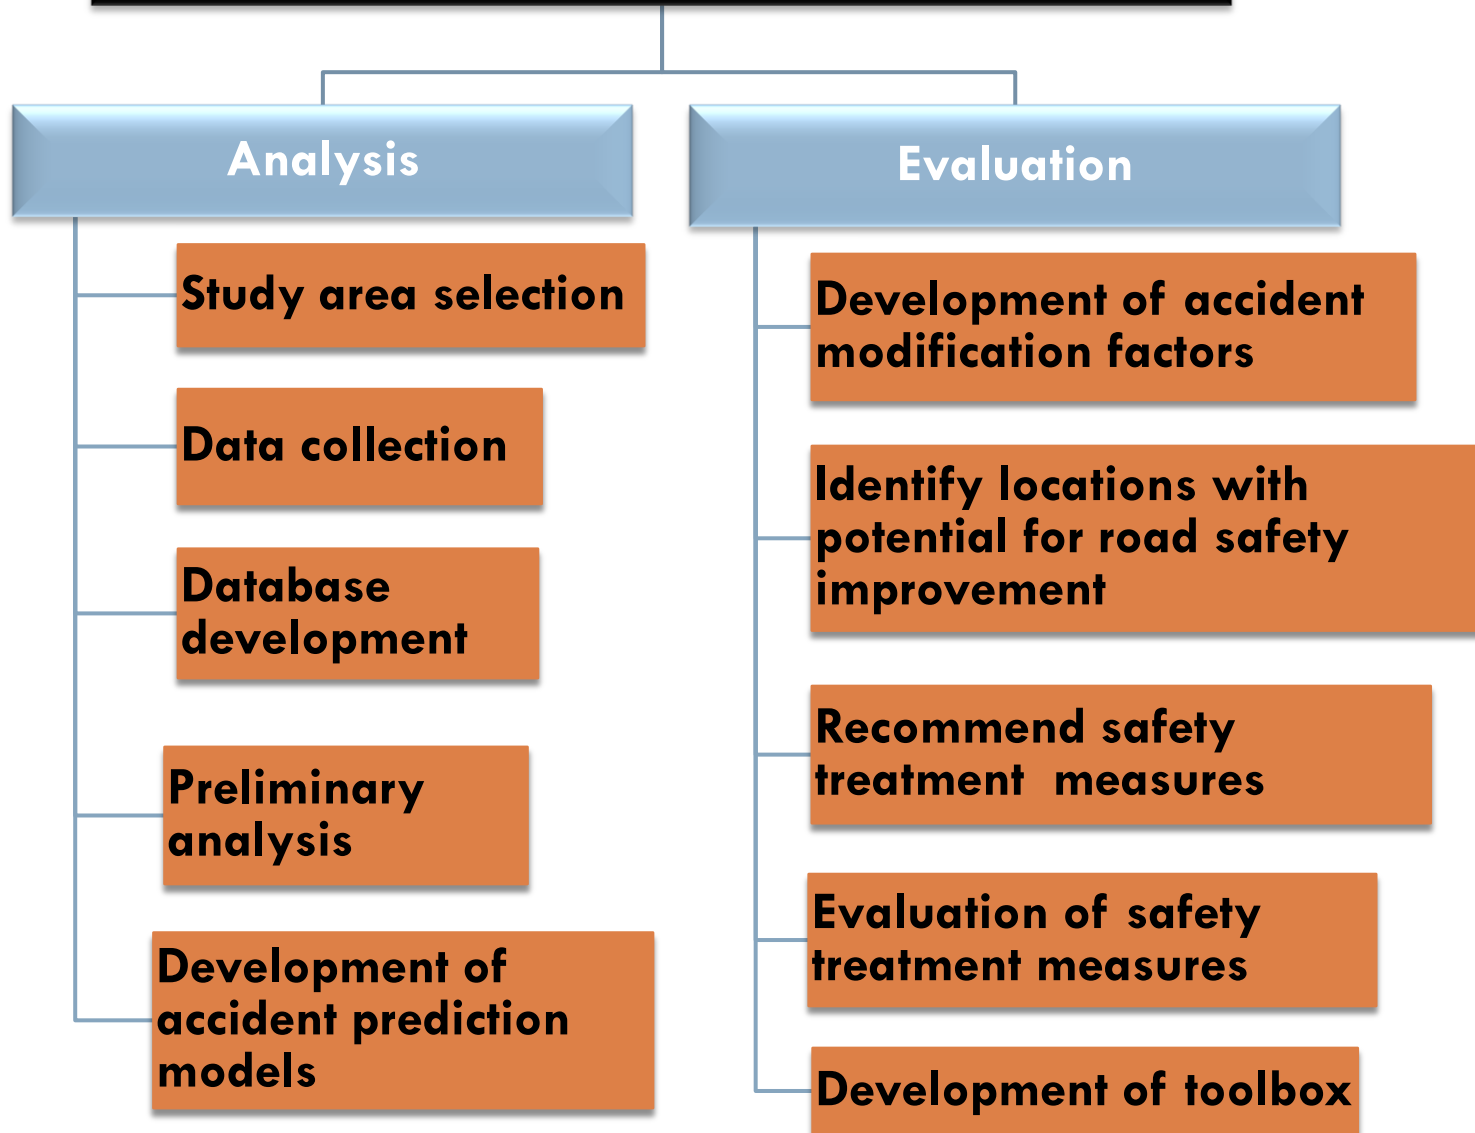 Analysis
Study area selection
Data collection
Database
development
Preliminary
analysis
Development of
accident prediction
models
Evaluation
Development of accident
modification factors
Identify locations with
potential for road safety
improvement
Recommend safety
treatment  measures
Evaluation of safety
treatment measures
Development of toolbox